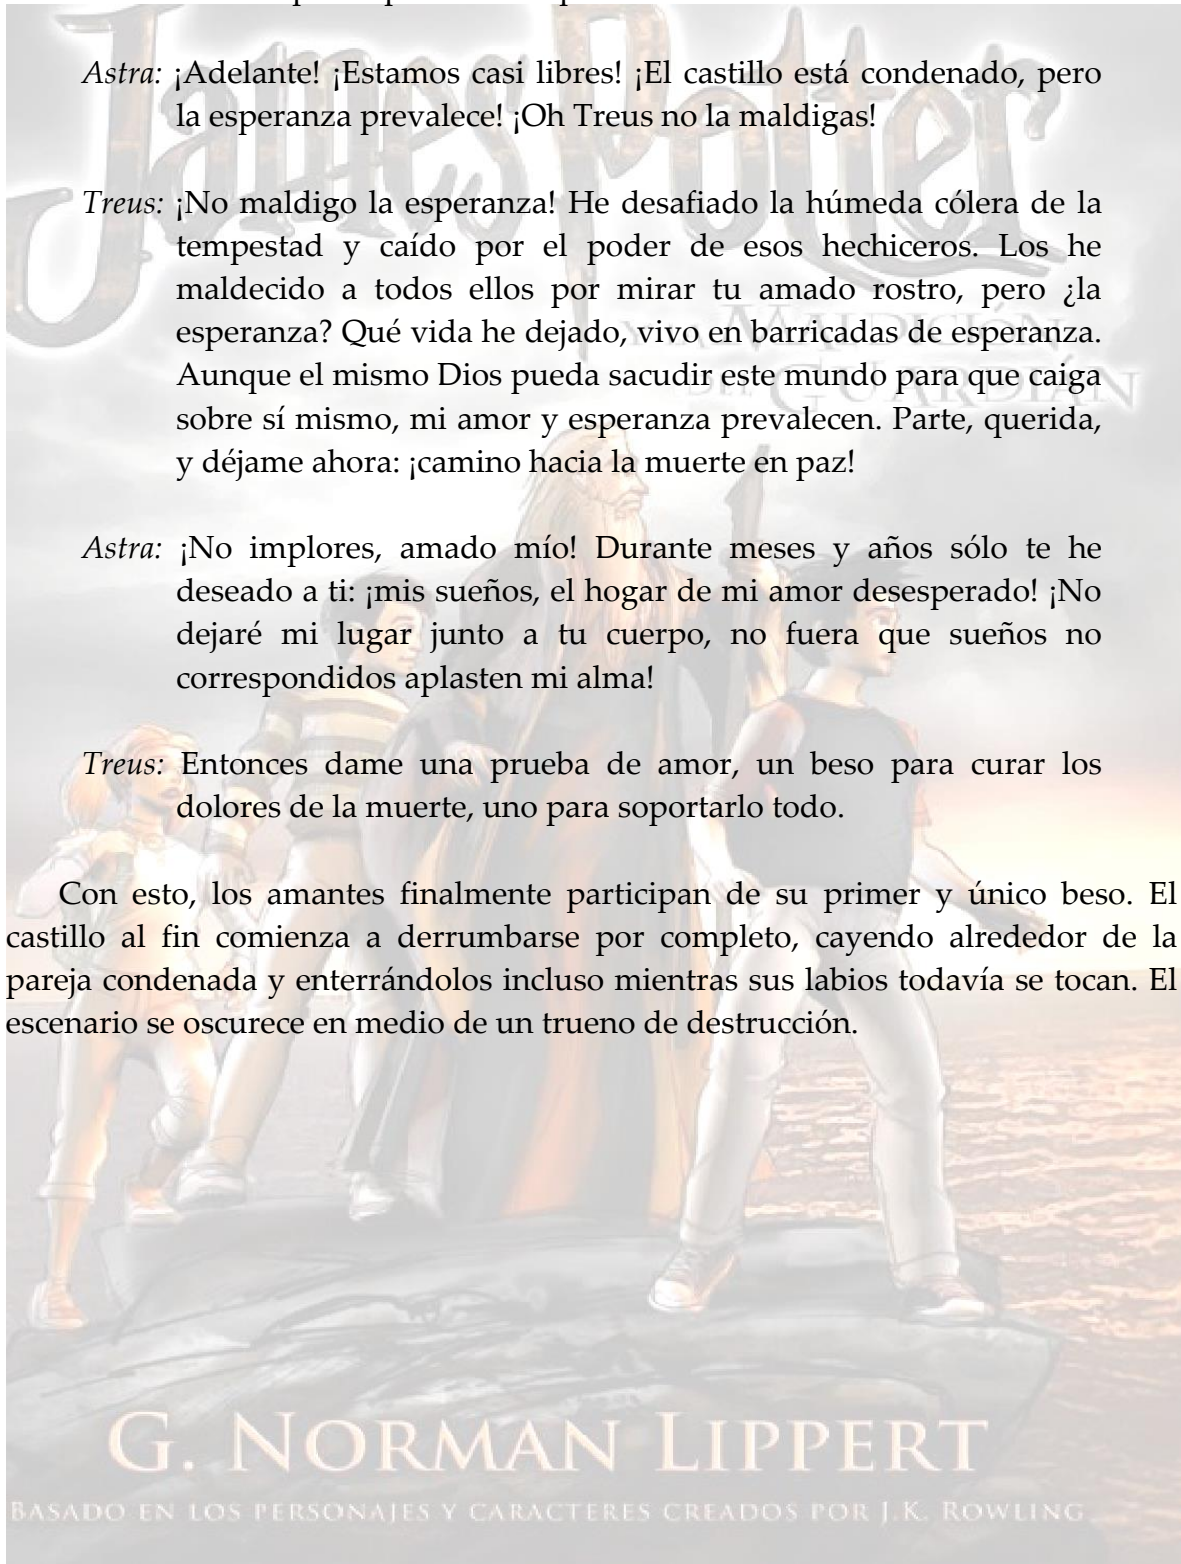 Astra: ¡Adelante! ¡Estamos casi libres! ¡El castillo está condenado, pero
la esperanza prevalece! ¡Oh Treus no la maldigas!
Treus: ¡No maldigo la esperanza! He desafiado la húmeda cólera de la
tempestad y caído por el poder de esos hechiceros. Los he
maldecido a todos ellos por mirar tu amado rostro, pero ¿la
esperanza? Qué vida he dejado, vivo en barricadas de esperanza.
Aunque el mismo Dios pueda sacudir este mundo para que caiga
sobre sí mismo, mi amor y esperanza prevalecen. Parte, querida,
y déjame ahora: ¡camino hacia la muerte en paz!
Astra: ¡No implores, amado mío! Durante meses y años sólo te he
deseado a ti: ¡mis sueños, el hogar de mi amor desesperado! ¡No
dejaré mi lugar junto a tu cuerpo, no fuera que sueños no
correspondidos aplasten mi alma!
Treus: Entonces dame una prueba de amor, un beso para curar los
dolores de la muerte, uno para soportarlo todo.
Con esto, los amantes finalmente participan de su primer y único beso. El
castillo al fin comienza a derrumbarse por completo, cayendo alrededor de la
pareja condenada y enterrándolos incluso mientras sus labios todavía se tocan. El
escenario se oscurece en medio de un trueno de destrucción.
James Potter
y la Maldición
del Guardián
G. Norman Lippert
Basado en los personajes y caracteres creados por J.K. Rowling